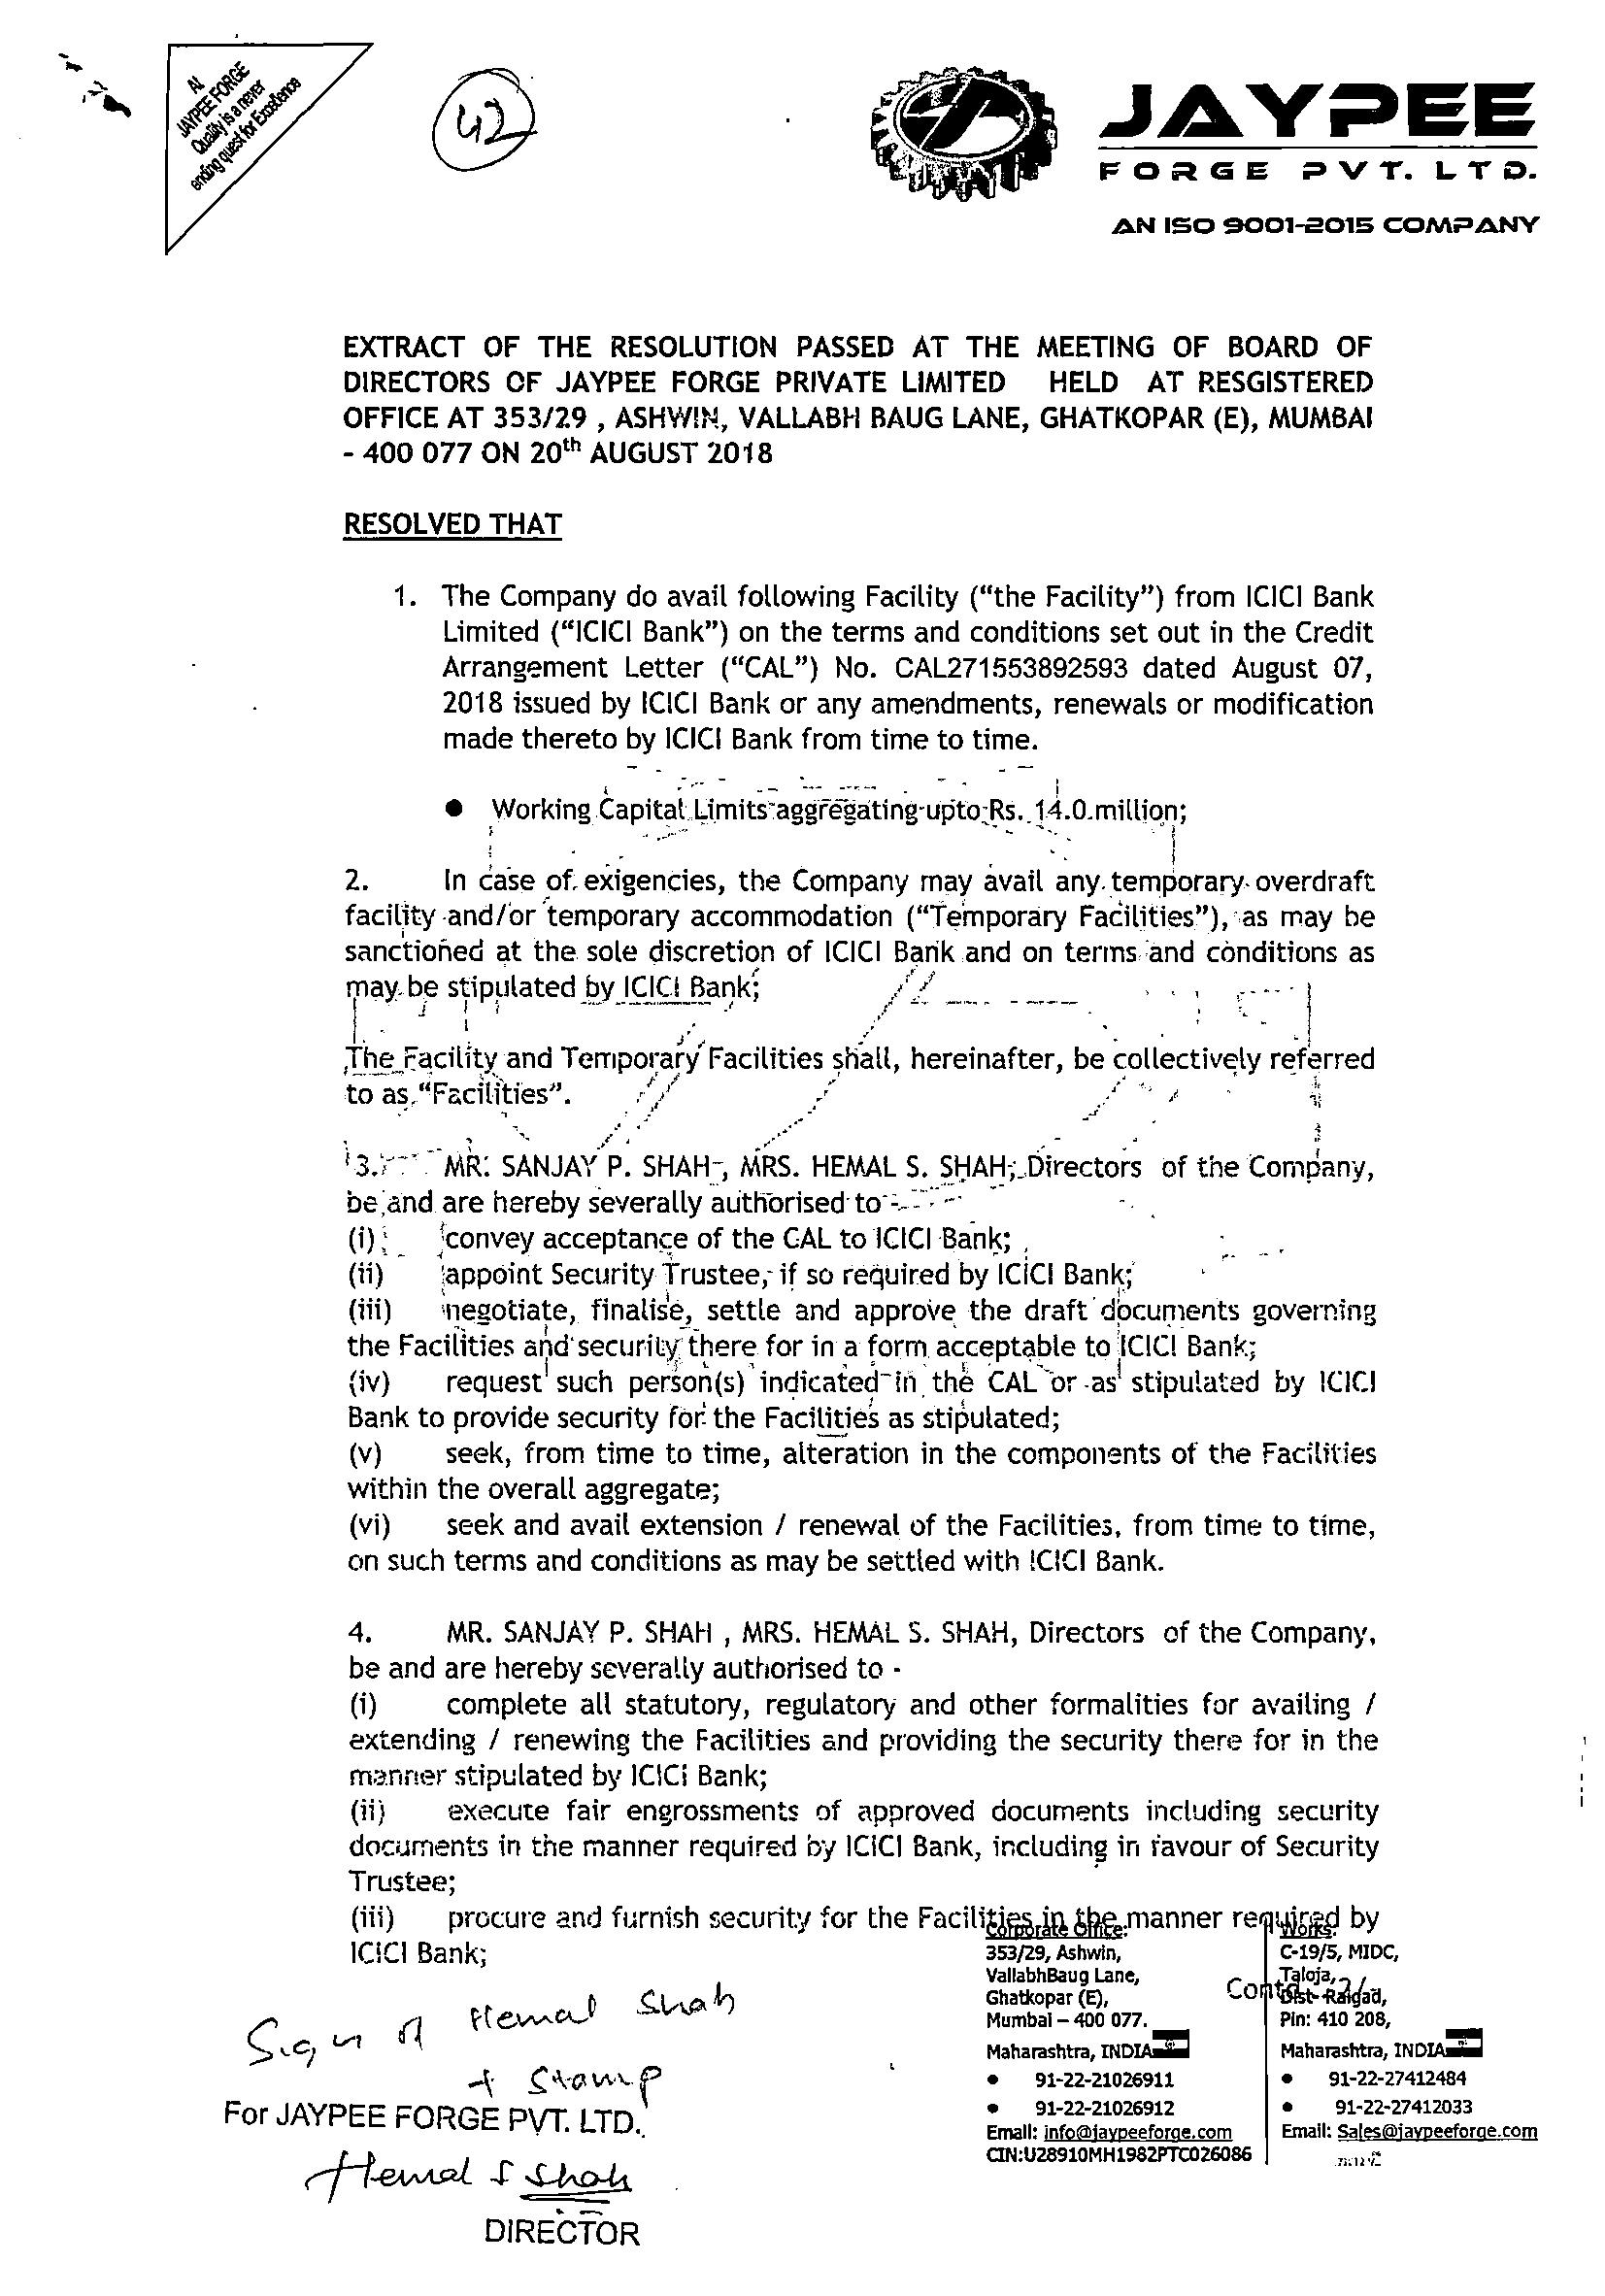 At
JAYPEE FORGE
Quality is a never
ending quest for Excellence
42
JAYPEE
FORGE PVT. LTD.
AN ISO 9001-2015 COMPANY
EXTRACT OF THE RESOLUTION PASSED AT THE MEETING OF BOARD OF
DIRECTORS OF JAYPEE FORGE PRIVATE LIMITED HELD AT RESGISTERED
OFFICE AT 353/29 , ASHWIN, VALLABH BAUG LANE, GHATKOPAR (E), MUMBAI
- 400 077 ON 20th AUGUST 2018
RESOLVED THAT
1. The Company do avail following Facility (“the Facility”) from ICICI Bank
Limited (“ICICI Bank”) on the terms and conditions set out in the Credit
Arrangement Letter (“CAL”) No. CAL271553892593 dated August 07,
2018 issued by ICICI Bank or any amendments, renewals or modification
made thereto by ICICI Bank from time to time.
● Working Capital Limits aggregating upto Rs. 14.0 million;
2. In case of exigencies, the Company may avail any temporary overdraft
facility and/or temporary accommodation (“Temporary Facilities”), as may be
sanctioned at the sole discretion of ICICI Bank and on terms and conditions as
may be stipulated by ICICI Bank;
The Facility and Temporary Facilities shall, hereinafter, be collectively referred
to as “Facilities”.
3. MR. SANJAY P. SHAH , MRS. HEMAL S. SHAH, Directors of the Company,
be and are hereby severally authorised to -
(i) convey acceptance of the CAL to ICICI Bank;
(ii) appoint Security Trustee, if so required by ICICI Bank;
(iii) negotiate, finalise, settle and approve the draft documents governing
the Facilities and security there for in a form acceptable to ICICI Bank;
(iv) request such person(s) indicated in the CAL or as stipulated by ICICI
Bank to provide security for the Facilities as stipulated;
(v) seek, from time to time, alteration in the components of the Facilities
within the overall aggregate;
(vi) seek and avail extension / renewal of the Facilities, from time to time,
on such terms and conditions as may be settled with ICICI Bank.
4. MR. SANJAY P. SHAH , MRS. HEMAL S. SHAH, Directors of the Company,
be and are hereby severally authorised to -
(i) complete all statutory, regulatory and other formalities for availing /
extending / renewing the Facilities and providing the security there for in the
manner stipulated by ICICI Bank;
(ii) execute fair engrossments of approved documents including security
documents in the manner required by ICICI Bank, including in favour of Security
Trustee;
(iii) procure and furnish security for the Facilities in the manner required by
ICICI Bank;
Contd 2/-
Sign of Hemal Shah
+ Stamp
For JAYPEE FORGE PVT. LTD.
Hemal S Shah
DIRECTOR
Corporate Office:
353/29, Ashwin,
VallabhBaug Lane,
Ghatkopar (E),
Mumbai – 400 077.
Maharashtra, INDIA
● 91-22-21026911
● 91-22-21026912
Email: info@jaypeeforge.com
CIN:U28910MH1982PTC026086
Works:
C-19/5, MIDC,
Taloja,
Dist- Raigad,
Pin: 410 208,
Maharashtra, INDIA
● 91-22-27412484
● 91-22-27412033
Email: Sales@jaypeeforge.com